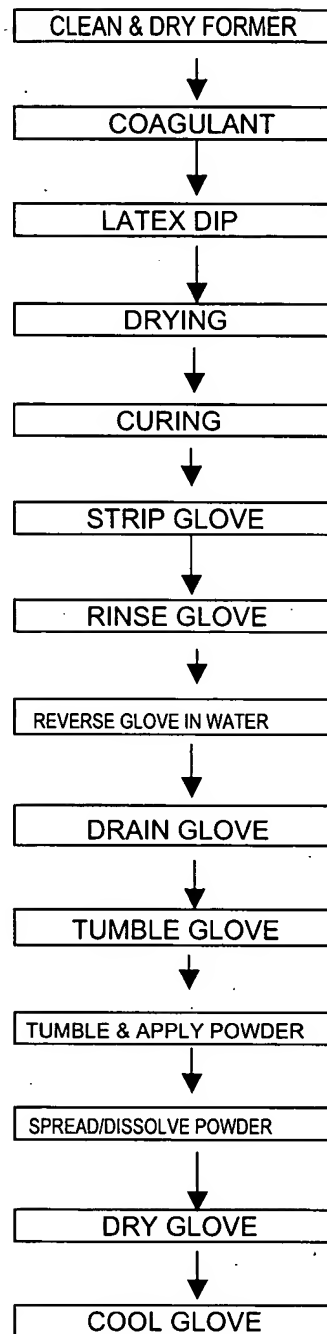 CLEAN & DRY FORMER
COAGULANT
LATEX DIP
DRYING
CURING
STRIP GLOVE
RINSE GLOVE
REVERSE GLOVE IN WATER
DRAIN GLOVE
TUMBLE GLOVE
TUMBLE & APPLY POWDER
SPREAD/DISSOLVE POWDER
DRY GLOVE
COOL GLOVE